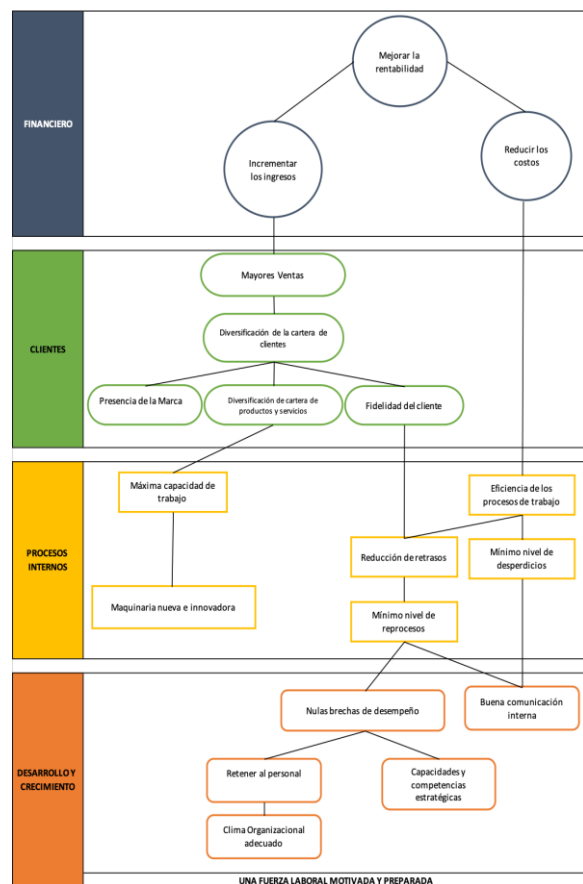 FINANCIERO
Mejorar la
rentabilidad
Incrementar
los ingresos
Reducir los
costos
CLIENTES
Mayores Ventas
Diversificación de la cartera de
clientes
Presencia de la Marca
Diversificación de cartera de
productos y servicios
Fidelidad del cliente
PROCESOS
INTERNOS
Máxima capacidad de
trabajo
Eficiencia de los
procesos de trabajo
Reducción de retrasos
Mínimo nivel de
desperdicios
Maquinaria nueva e innovadora
Mínimo nivel de
reprocesos
DESARROLLO Y
CRECIMIENTO
Nulas brechas de desempeño
Buena comunicación
interna
Retener al personal
Capacidades y
competencias
estratégicas
Clima Organizacional
adecuado
UNA FUERZA LABORAL MOTIVADA Y PREPARADA